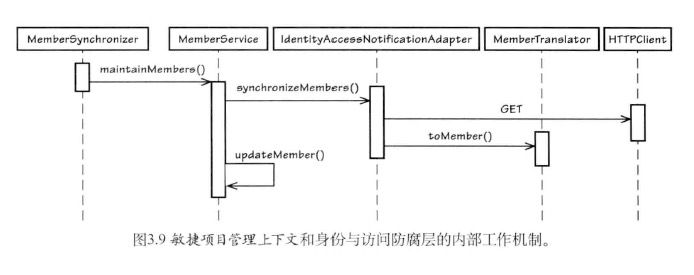 MemberSynchronizer MemberService IdentityAccessNotificationAdapter MemberTranslator HTTPClient
maintainMembers()
synchronizeMembers()
GET
toMember()
updateMember()
图3.9 敏捷项目管理上下文和身份与访问防腐层的内部工作机制。